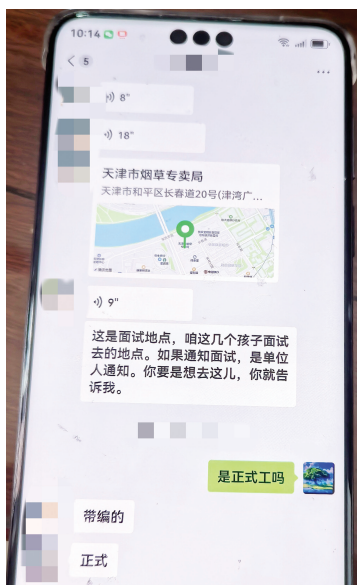 10:14
5
8"
18"
天津市烟草专卖局
天津市和平区长春道20号(津湾广...
9"
这是面试地点，咱这几个孩子面试
去的地点。如果通知面试，是单位
人通知。你要是想去这儿，你就告
诉我。
是正式工吗
带编的
正式